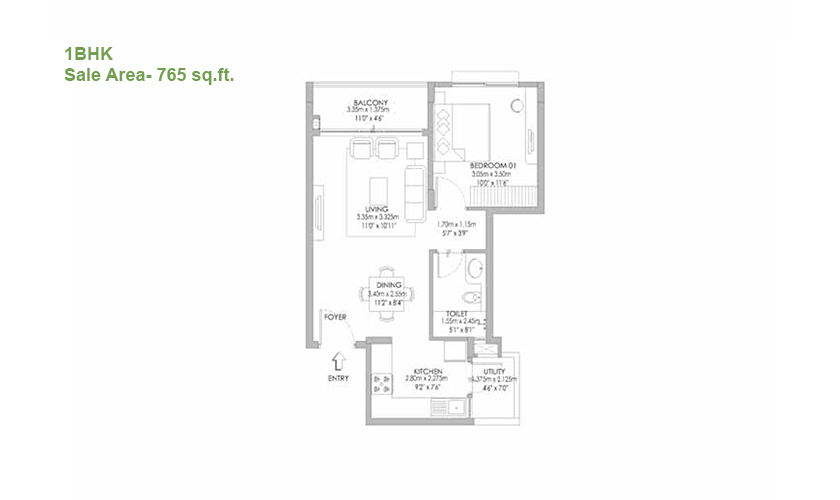 1BHK
Sale Area- 765 sq.ft.
BALCONY
3.35m x 1.375m
11'0" x 4'6"
BEDROOM 01
3.05m x 3.50m
10'0" x 11'6"
LIVING
3.35m x 3.325m
11'0" x 10'11"
1.70m x 1.15m
5'7" x 3'9"
DINING
3.40m x 2.55m
11'2" x 8'4"
FOYER
TOILET
1.55m x 2.45m
5'1" x 8'1"
ENTRY
KITCHEN
2.80m x 2.275m
9'2" x 7'6"
UTILITY
1.375m x 2.125m
4'6" x 7'0"